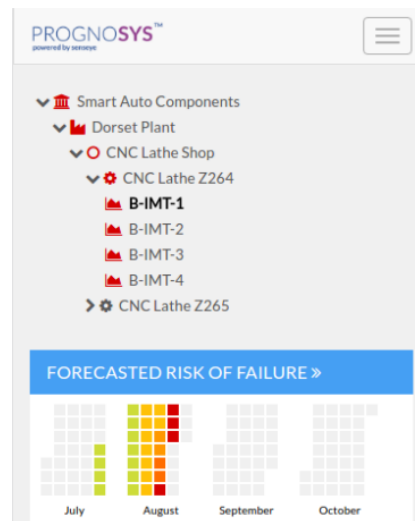 PROGNOSYS™
powered by senseye
Smart Auto Components
Dorset Plant
CNC Lathe Shop
CNC Lathe Z264
B-IMT-1
B-IMT-2
B-IMT-3
B-IMT-4
CNC Lathe Z265
FORECASTED RISK OF FAILURE »
July August September October